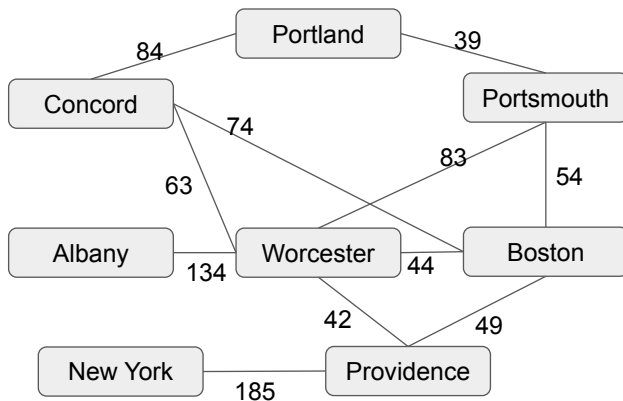 Portland
84
39
Concord
Portsmouth
74
83
63
54
Albany
Worcester
Boston
134
44
42
49
New York
Providence
185